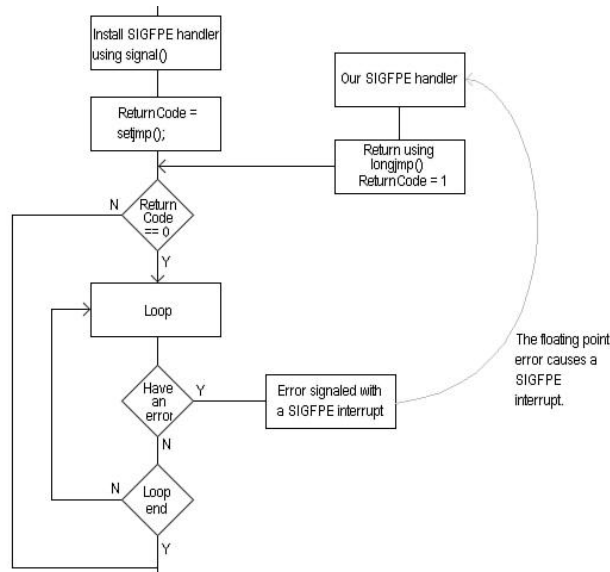 Install SIGFPE handler
using signal()
Our SIGFPE handler
ReturnCode =
setjmp();
Return using
longjmp()
ReturnCode = 1
N
Return
Code
== 0
Y
Loop
The floating point
error causes a
SIGFPE
interrupt.
Have
an
error
Y
Error signaled with
a SIGFPE interrupt
N
N
Loop
end
Y